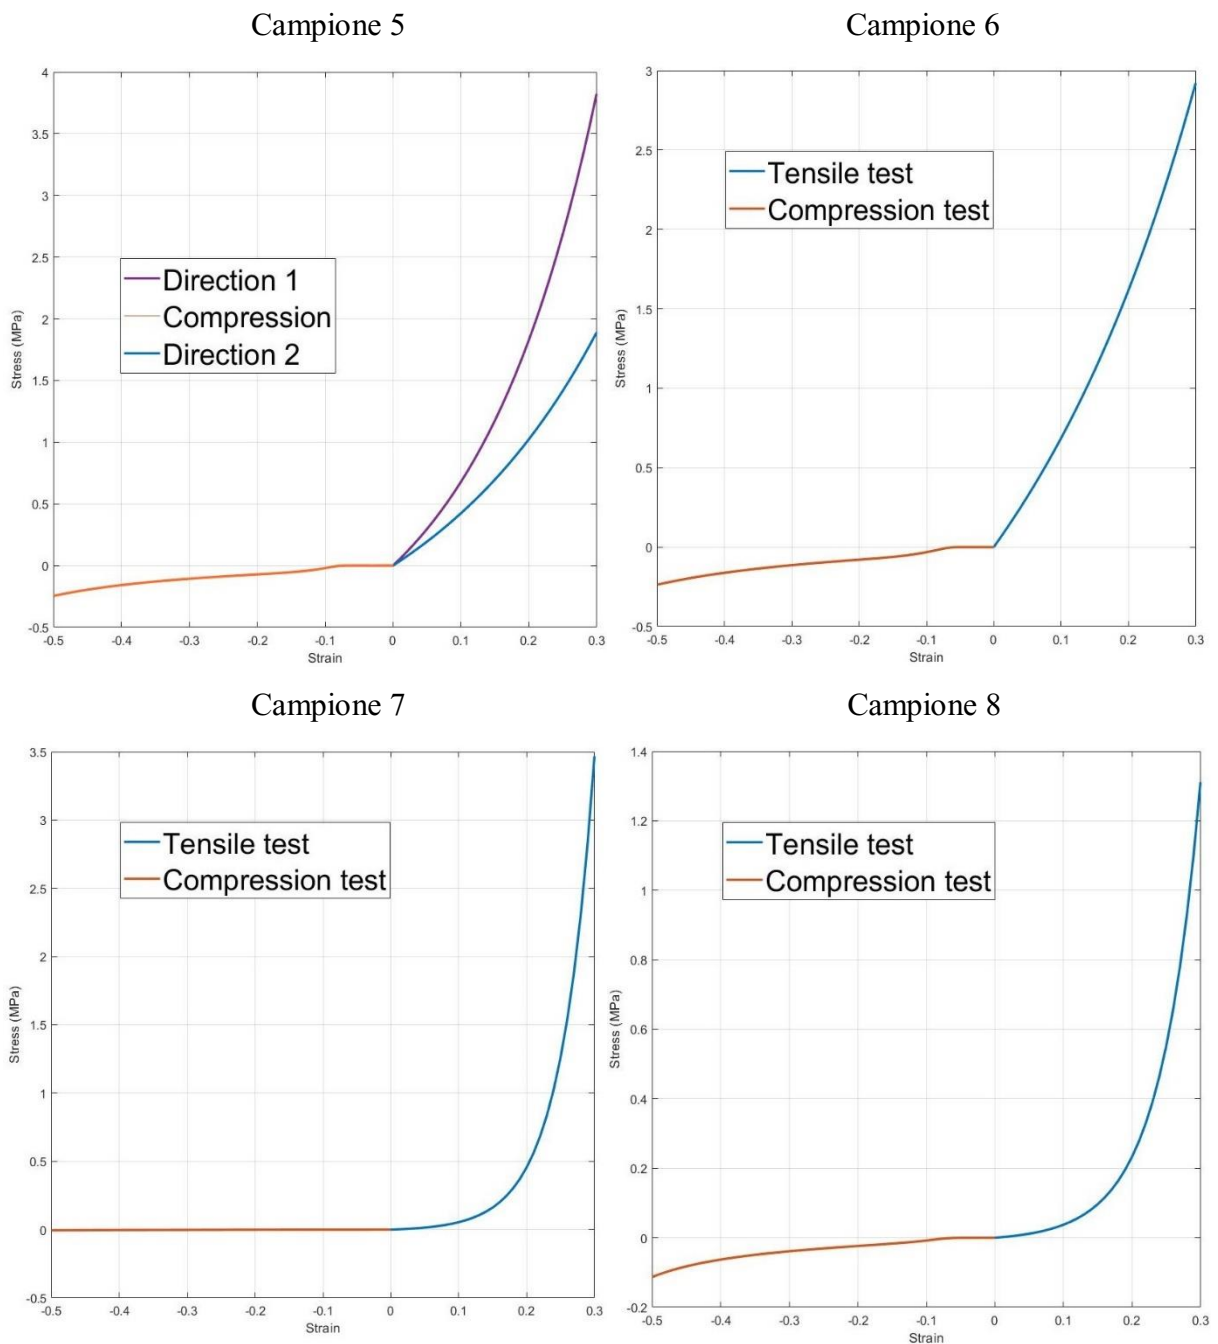 Campione 5
Campione 6
4
3.5
3
2.5
2
1.5
1
0.5
0
-0.5
Stress (MPa)
Direction 1
Compression
Direction 2
-0.5 -0.4 -0.3 -0.2 -0.1 0 0.1 0.2 0.3
Strain
3
2.5
2
1.5
1
0.5
0
-0.5
Stress (MPa)
Tensile test
Compression test
-0.5 -0.4 -0.3 -0.2 -0.1 0 0.1 0.2 0.3
Strain
Campione 7
Campione 8
3.5
3
2.5
2
1.5
1
0.5
0
-0.5
Stress (MPa)
Tensile test
Compression test
-0.5 -0.4 -0.3 -0.2 -0.1 0 0.1 0.2 0.3
Strain
1.4
1.2
1
0.8
0.6
0.4
0.2
0
-0.2
Stress (MPa)
Tensile test
Compression test
-0.5 -0.4 -0.3 -0.2 -0.1 0 0.1 0.2 0.3
Strain